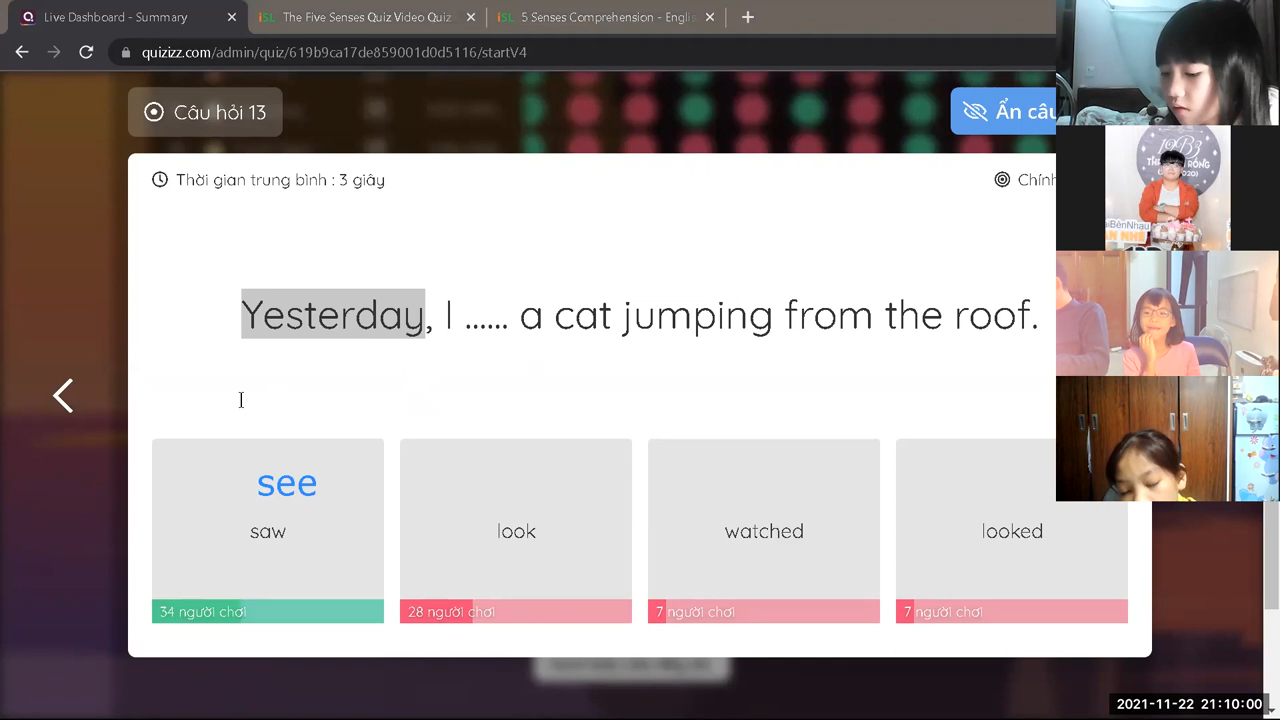 Live Dashboard - Summary
iSL The Five Senses Quiz Video Quiz
iSL 5 Senses Comprehension - Englis
quizizz.com/admin/quiz/619b9ca17de859001d0d5116/startV4
Câu hỏi 13
Ẩn câu
Thời gian trung bình : 3 giây
Chính
Yesterday, I ...... a cat jumping from the roof.
see
saw
look
watched
looked
34 người chơi
28 người chơi
7 người chơi
7 người chơi
2021-11-22 21:10:00